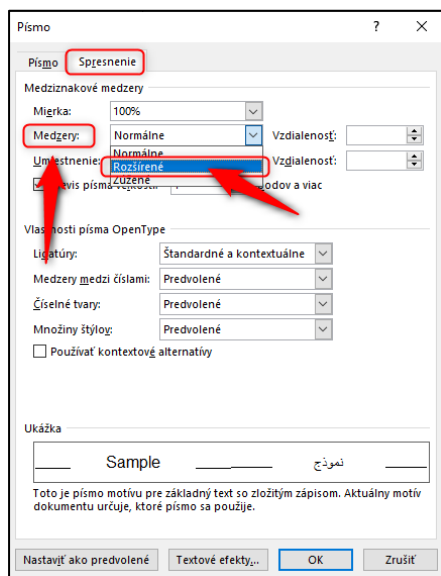 Písmo ? ×
Písmo Spresnenie
Medziznakové medzery
Mierka: 100%
Medzery: Normálne Vzdialenosť:
Normálne
Umiestnenie: Rozšírené Vzdialenosť:
Zúžené
písma bodov a viac
Vlastnosti písma OpenType
Ligatúry: Štandardné a kontextuálne
Medzery medzi číslami: Predvolené
Číselné tvary: Predvolené
Množiny štýlov: Predvolené
Používať kontextové alternatívy
Ukážka
Sample نموذج
Toto je písmo motívu pre základný text so zložitým zápisom. Aktuálny motív
dokumentu určuje, ktoré písmo sa použije.
Nastaviť ako predvolené Textové efekty... OK Zrušiť